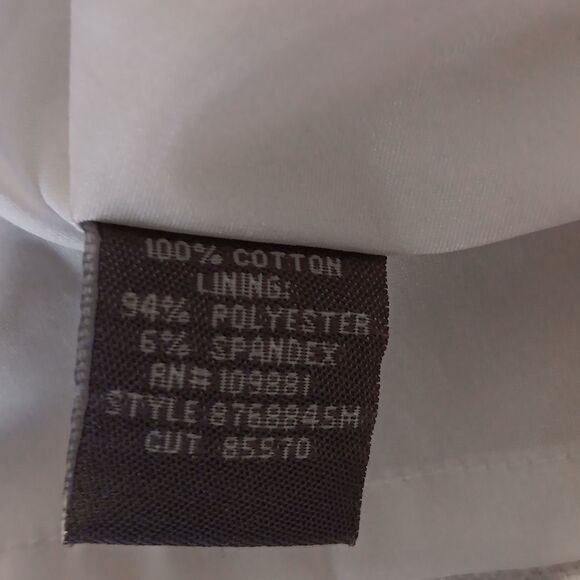 100% COTTON
LINING:
94% POLYESTER
6% SPANDEX
RN# 109881
STYLE 8768845M
CUT 85570